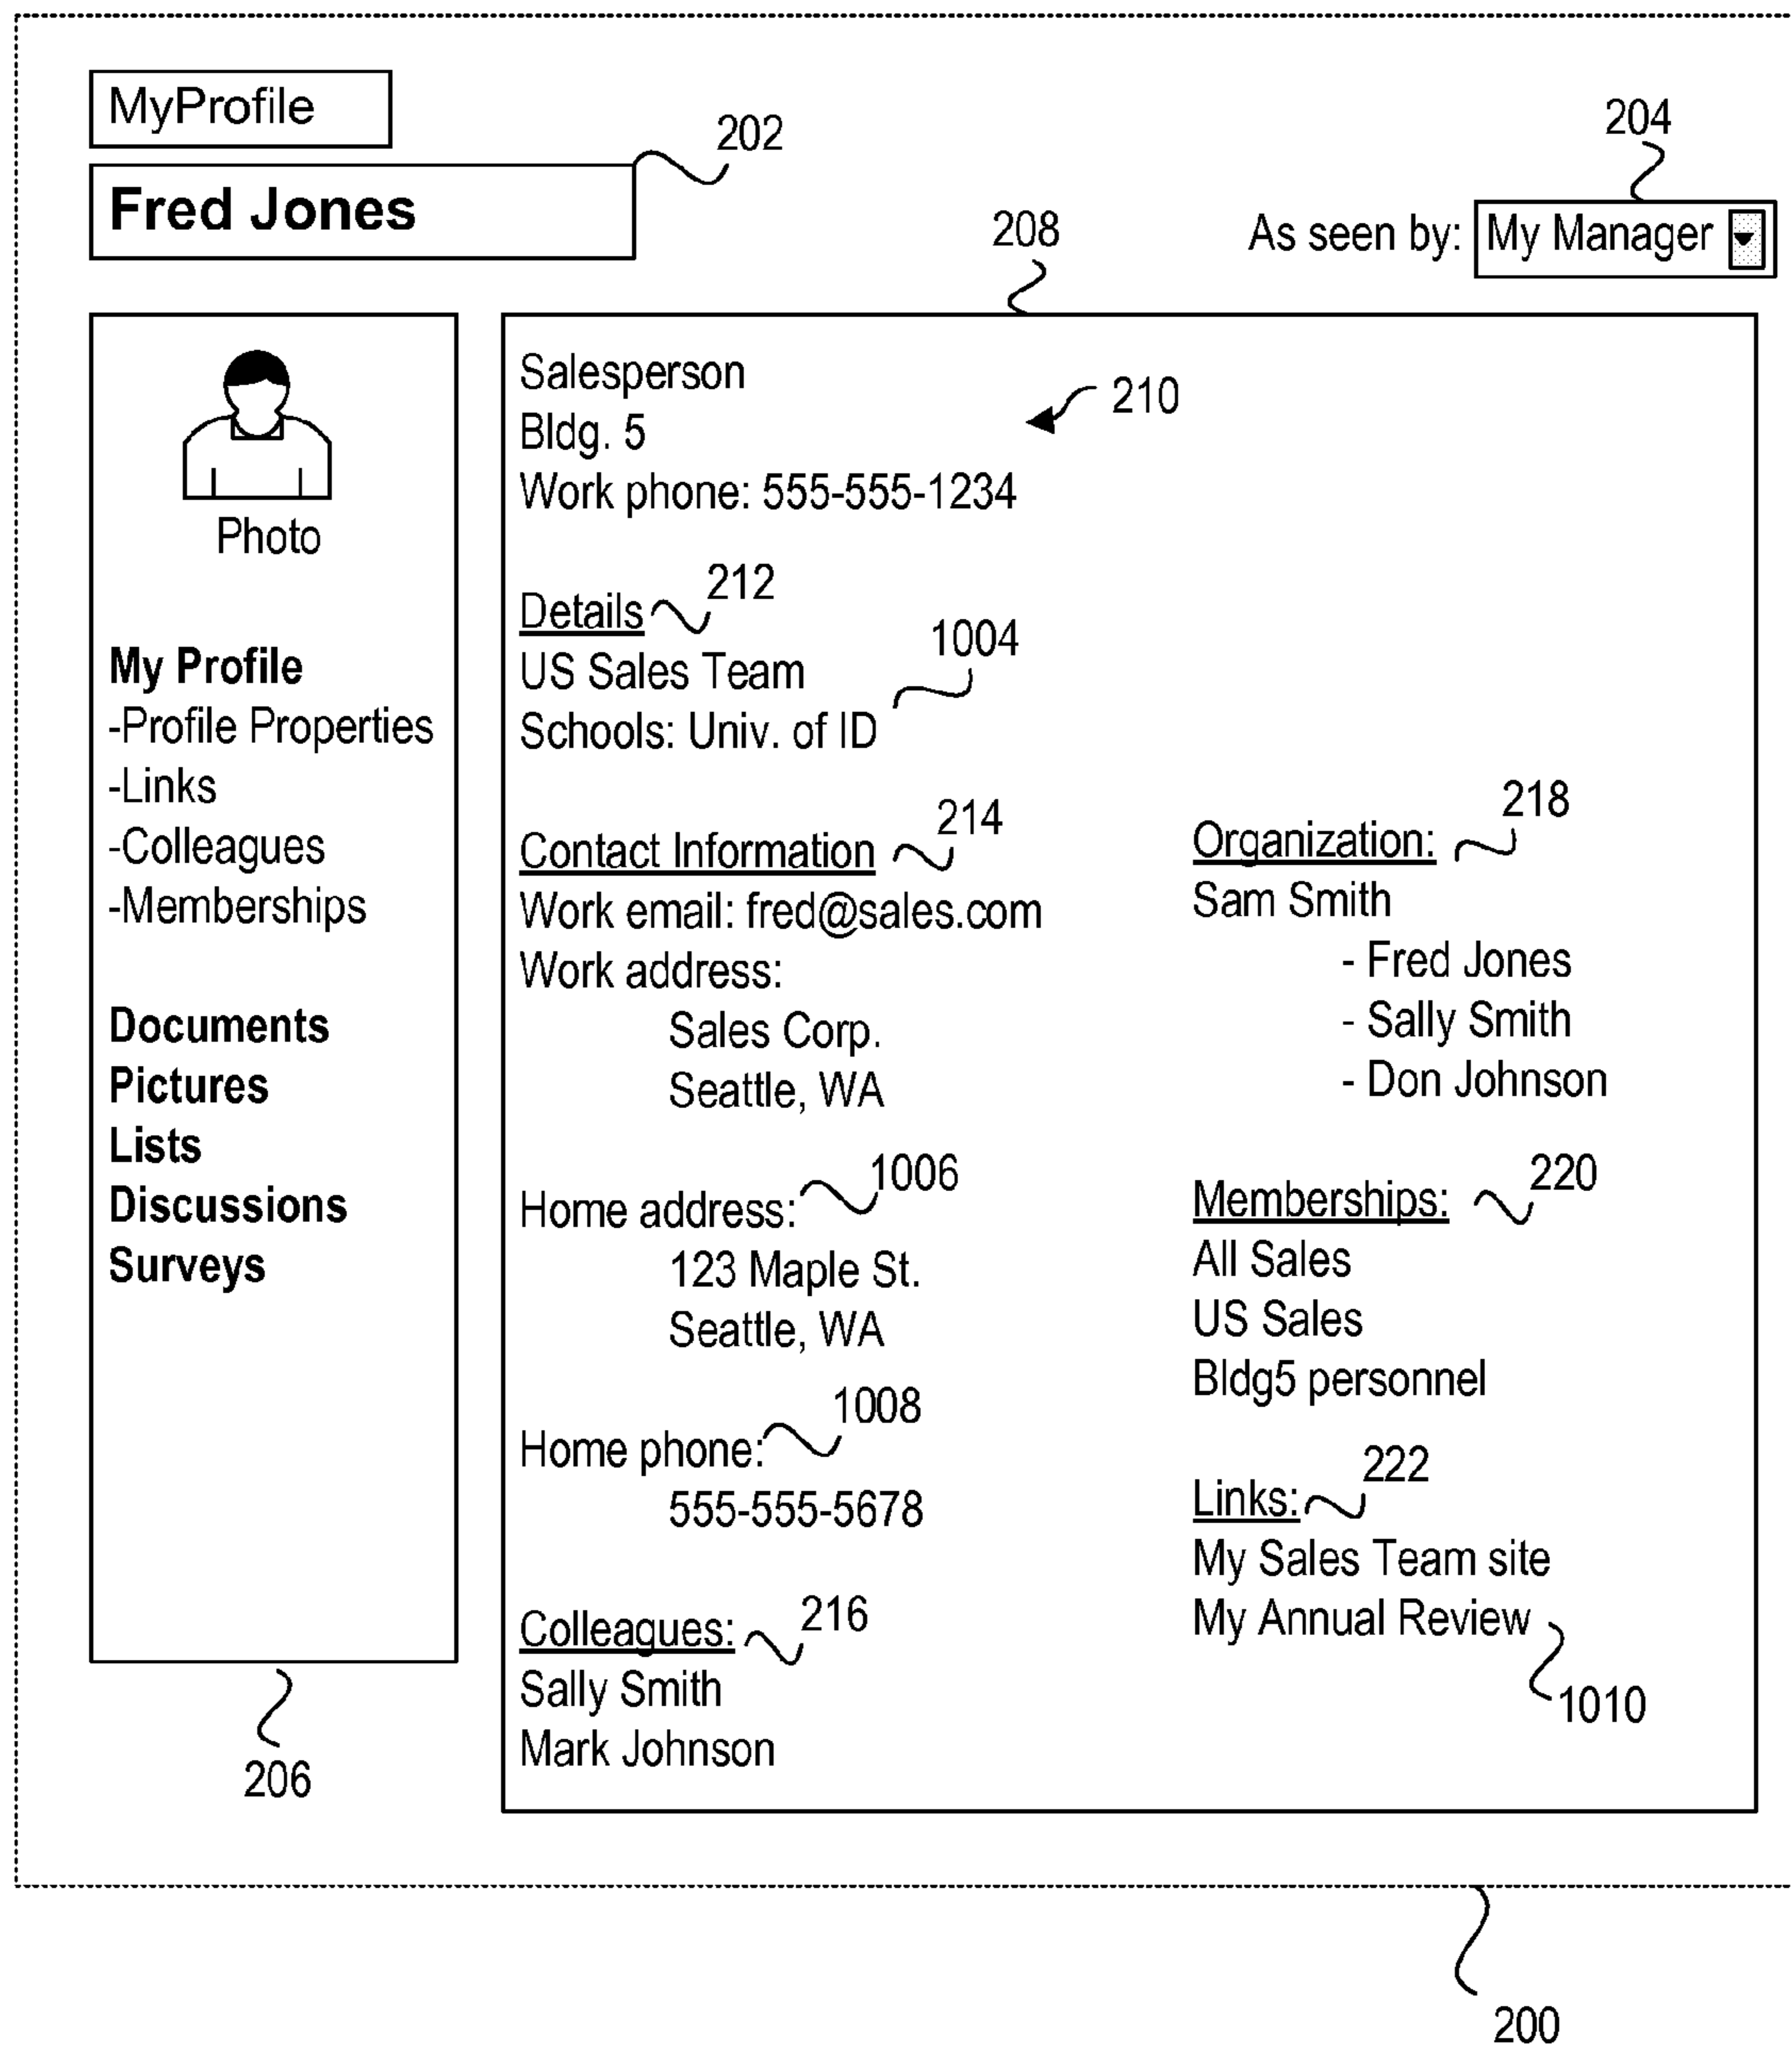 MyProfile
202
Fred Jones
204
As seen by: My Manager
208
Photo
My Profile
-Profile Properties
-Links
-Colleagues
-Memberships
Documents
Pictures
Lists
Discussions
Surveys
206
Salesperson
210
Bldg. 5
Work phone: 555-555-1234
Details 212
US Sales Team
1004
Schools: Univ. of ID
Contact Information 214
Work email: fred@sales.com
Work address:
Sales Corp.
Seattle, WA
Home address: 1006
123 Maple St.
Seattle, WA
Home phone: 1008
555-555-5678
Colleagues: 216
Sally Smith
Mark Johnson
Organization: 218
Sam Smith
- Fred Jones
- Sally Smith
- Don Johnson
Memberships: 220
All Sales
US Sales
Bldg5 personnel
Links: 222
My Sales Team site
My Annual Review
1010
200